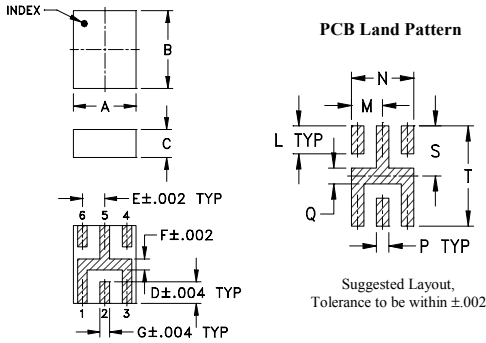 INDEX
PCB Land Pattern
B
N
A
M
L TYP
S
C
T
E±.002 TYP
6 5 4
Q
F±.002
P TYP
D±.004 TYP
Suggested Layout,
Tolerance to be within ±.002
1 2 3
G±.004 TYP